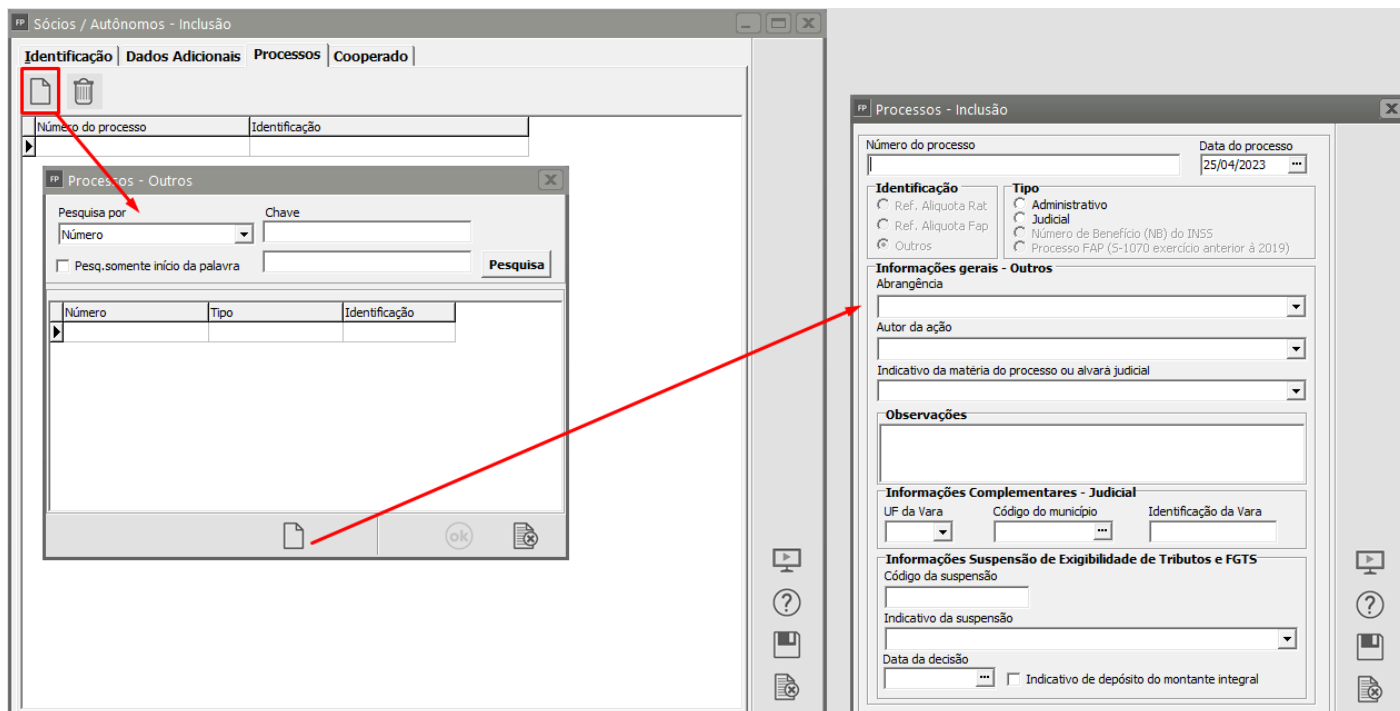 FP Sócios / Autônomos - Inclusão
Identificação Dados Adicionais Processos Cooperado
Número do processo Identificação
FP Processos - Outros
Pesquisa por Chave
Número
Pesq.somente início da palavra Pesquisa
Número Tipo Identificação
ok
FP Processos - Inclusão
Número do processo Data do processo
25/04/2023 ...
Identificação Tipo
Ref. Aliquota Rat Administrativo
Ref. Aliquota Fap Judicial
Outros Número de Benefício (NB) do INSS
Processo FAP (S-1070 exercício anterior à 2019)
Informações gerais - Outros
Abrangência
Autor da ação
Indicativo da matéria do processo ou alvará judicial
Observações
Informações Complementares - Judicial
UF da Vara Código do município Identificação da Vara
...
Informações Suspensão de Exigibilidade de Tributos e FGTS
Código da suspensão
Indicativo da suspensão
Data da decisão
... Indicativo de depósito do montante integral